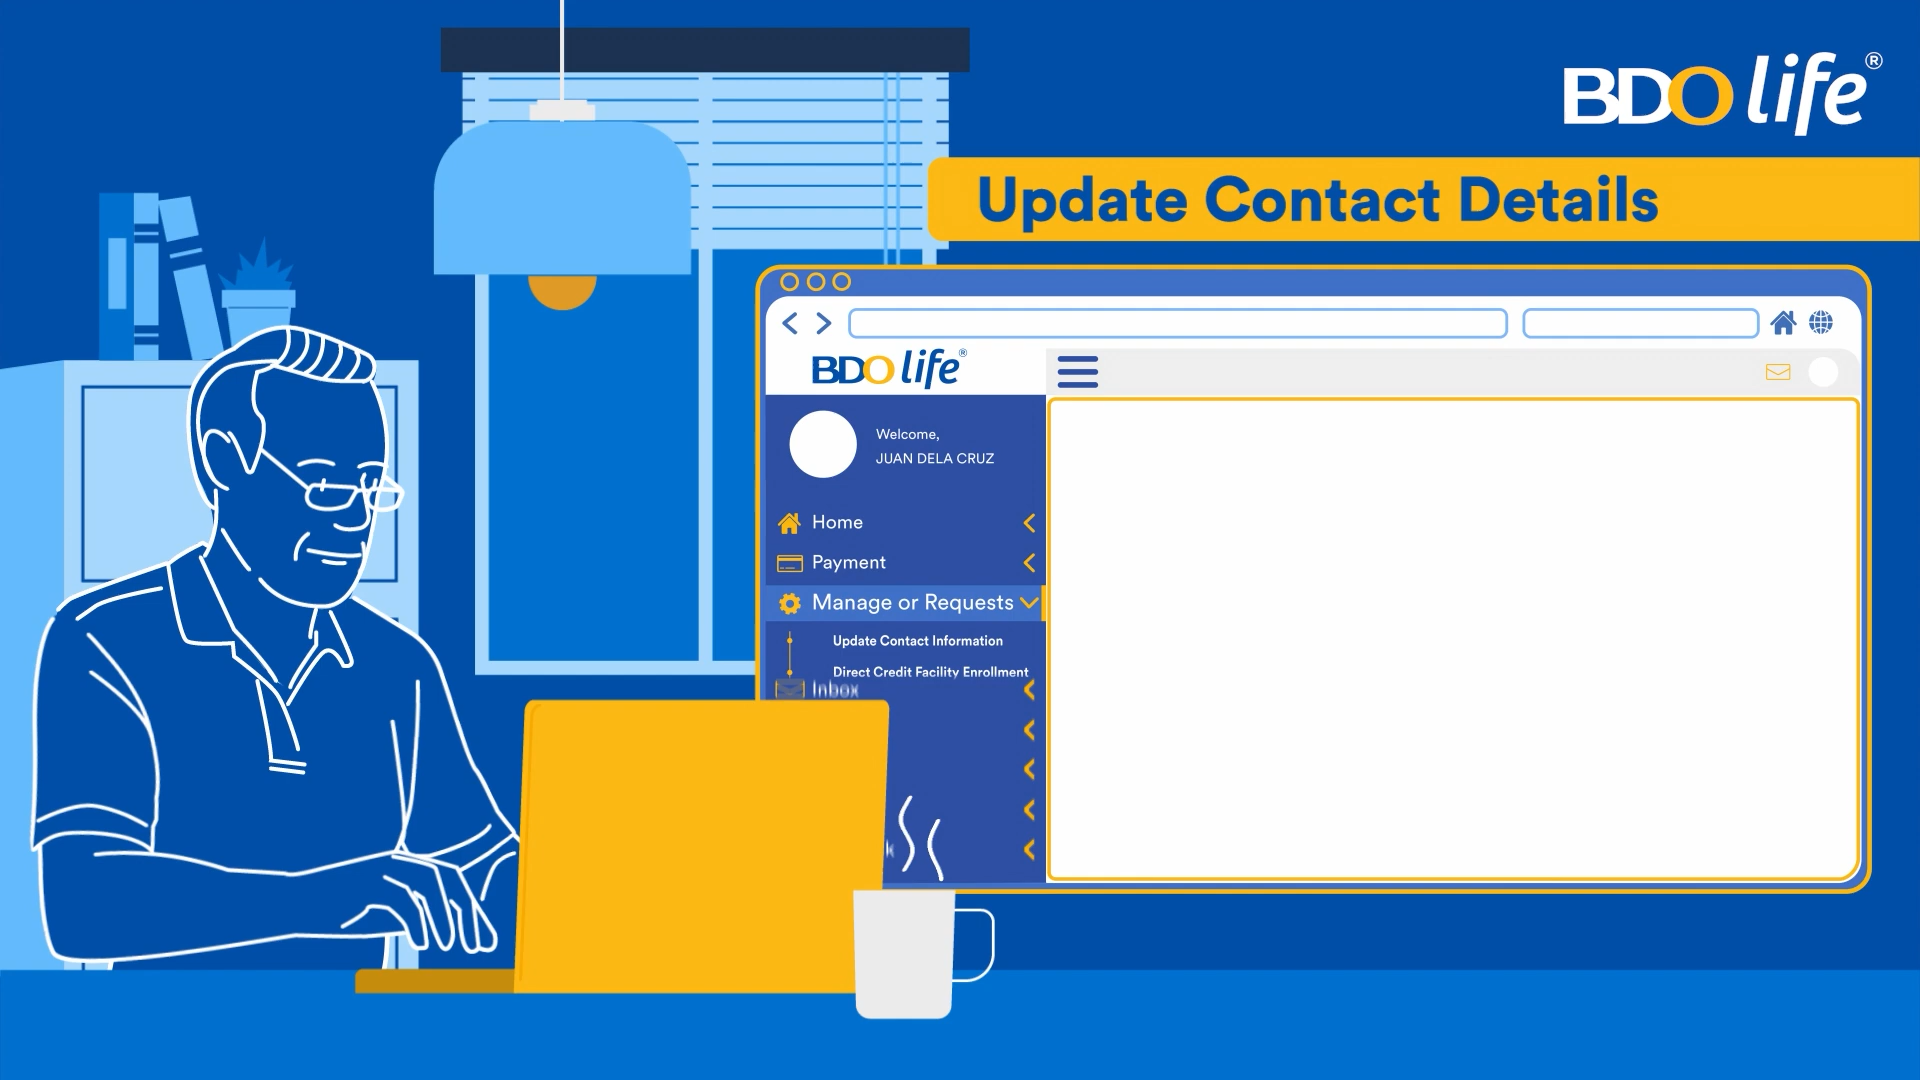 BDO life®
Update Contact Details
BDO life®
Welcome,
JUAN DELA CRUZ
Home
Payment
Manage or Requests
Update Contact Information
Direct Credit Facility Enrollment
Inbox
k